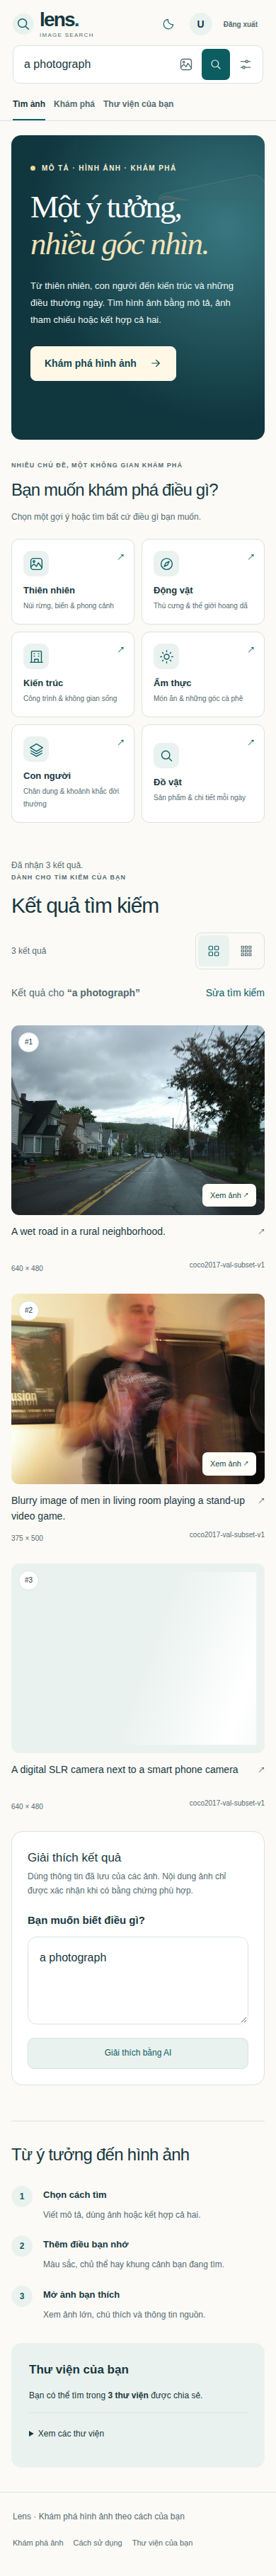 lens.
IMAGE SEARCH
U
Đăng xuất
a photograph
Tìm ảnh Khám phá Thư viện của bạn
MÔ TẢ · HÌNH ẢNH · KHÁM PHÁ
Một ý tưởng,
nhiều góc nhìn.
Từ thiên nhiên, con người đến kiến trúc và những
điều thường ngày. Tìm hình ảnh bằng mô tả, ảnh
tham chiếu hoặc kết hợp cả hai.
Khám phá hình ảnh →
NHIỀU CHỦ ĐỀ, MỘT KHÔNG GIAN KHÁM PHÁ
Bạn muốn khám phá điều gì?
Chọn một gợi ý hoặc tìm bất cứ điều gì bạn muốn.
↗
Thiên nhiên
Núi rừng, biển & phong cảnh
↗
Động vật
Thú cưng & thế giới hoang dã
↗
Kiến trúc
Công trình & không gian sống
↗
Ẩm thực
Món ăn & những góc cà phê
↗
Con người
Chân dung & khoảnh khắc đời
thường
↗
Đồ vật
Sản phẩm & chi tiết mỗi ngày
Đã nhận 3 kết quả.
DÀNH CHO TÌM KIẾM CỦA BẠN
Kết quả tìm kiếm
3 kết quả
Kết quả cho “a photograph” Sửa tìm kiếm
#1
Xem ảnh ↗
A wet road in a rural neighborhood. ↗
640 × 480 coco2017-val-subset-v1
#2
usion
Xem ảnh ↗
Blurry image of men in living room playing a stand-up ↗
video game.
375 × 500 coco2017-val-subset-v1
#3
A digital SLR camera next to a smart phone camera ↗
640 × 480 coco2017-val-subset-v1
Giải thích kết quả
Dùng thông tin đã lưu của các ảnh. Nội dung ảnh chỉ
được xác nhận khi có bằng chứng phù hợp.
Bạn muốn biết điều gì?
a photograph
Giải thích bằng AI
Từ ý tưởng đến hình ảnh
1 Chọn cách tìm
Viết mô tả, dùng ảnh hoặc kết hợp cả hai.
2 Thêm điều bạn nhớ
Màu sắc, chủ thể hay khung cảnh bạn đang tìm.
3 Mở ảnh bạn thích
Xem ảnh lớn, chú thích và thông tin nguồn.
Thư viện của bạn
Bạn có thể tìm trong 3 thư viện được chia sẻ.
▶ Xem các thư viện
Lens · Khám phá hình ảnh theo cách của bạn
Khám phá ảnh Cách sử dụng Thư viện của bạn